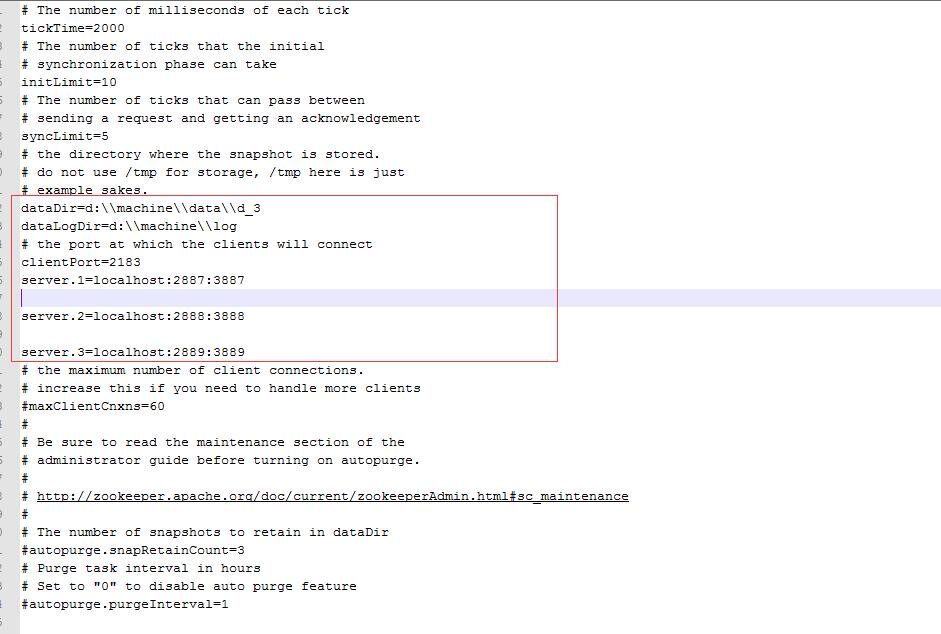 # The number of milliseconds of each tick
tickTime=2000
# The number of ticks that the initial
# synchronization phase can take
initLimit=10
# The number of ticks that can pass between
# sending a request and getting an acknowledgement
syncLimit=5
# the directory where the snapshot is stored.
# do not use /tmp for storage, /tmp here is just
# example sakes.
dataDir=d:\\machine\\data\\d_3
dataLogDir=d:\\machine\\log
# the port at which the clients will connect
clientPort=2183
server.1=localhost:2887:3887
server.2=localhost:2888:3888
server.3=localhost:2889:3889
# the maximum number of client connections.
# increase this if you need to handle more clients
#maxClientCnxns=60
#
# Be sure to read the maintenance section of the
# administrator guide before turning on autopurge.
#
# http://zookeeper.apache.org/doc/current/zookeeperAdmin.html#sc_maintenance
#
# The number of snapshots to retain in dataDir
#autopurge.snapRetainCount=3
# Purge task interval in hours
# Set to "0" to disable auto purge feature
#autopurge.purgeInterval=1